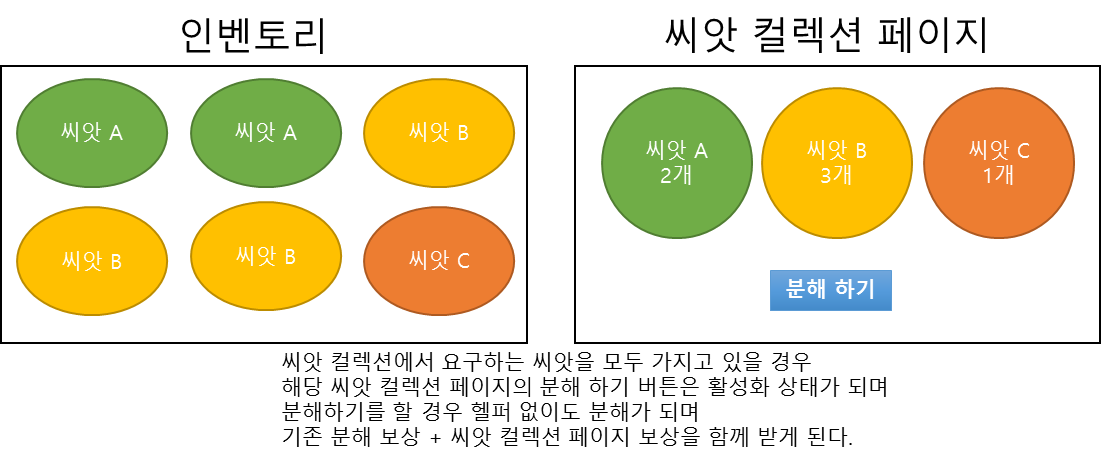 인벤토리
씨앗 A
씨앗 A
씨앗 B
씨앗 B
씨앗 B
씨앗 C
씨앗 컬렉션 페이지
씨앗 A
2개
씨앗 B
3개
씨앗 C
1개
분해 하기
씨앗 컬렉션에서 요구하는 씨앗을 모두 가지고 있을 경우
해당 씨앗 컬렉션 페이지의 분해 하기 버튼은 활성화 상태가 되며
분해하기를 할 경우 헬퍼 없이도 분해가 되며
기존 분해 보상 + 씨앗 컬렉션 페이지 보상을 함께 받게 된다.